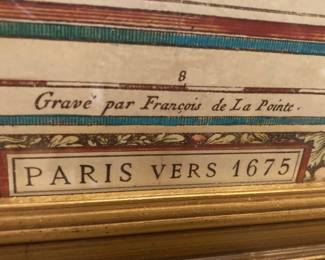 8
Gravé par François de La Pointe.
PARIS VERS 1675